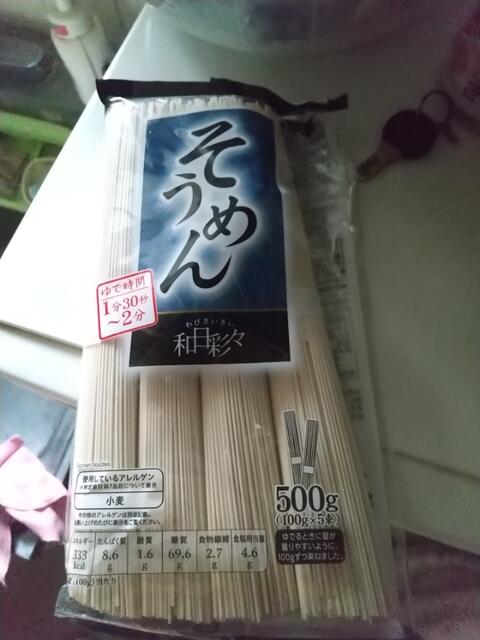 そうめん
ゆで時間
1分30秒
～2分
わびさいさい
和日彩々
Somen Noodles
使用しているアレルゲン
小麦
500g
(100g×5束)
ゆでるときに量が
量りやすいように、
100gずつ束ねました。
エネルギー たんぱく質 脂質 糖質 食物繊維 食塩相当量
333 8.6 1.6 69.6 2.7 4.6
kcal g g g g g
(100g)当たり